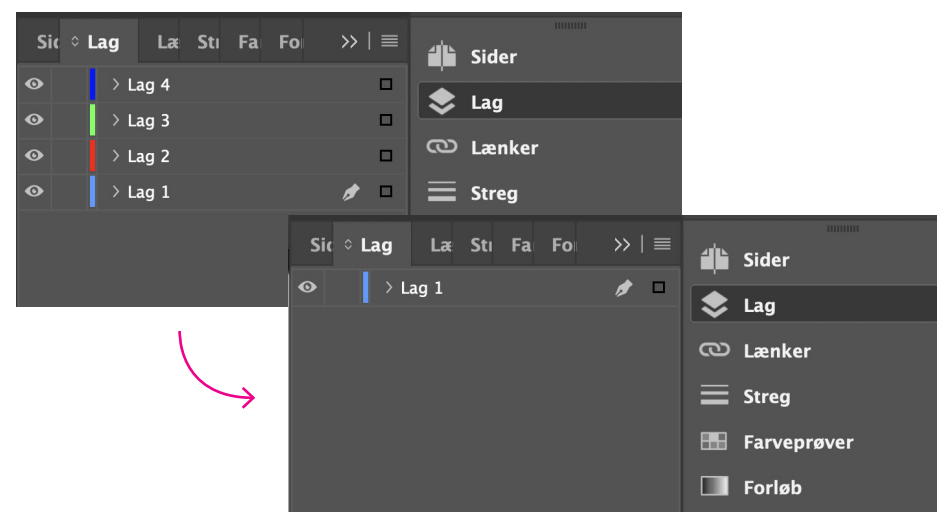 Lag
Lag 4
Lag 3
Lag 2
Lag 1
Sider
Lag
Lænker
Streg
Lag
Lag 1
Sider
Lag
Lænker
Streg
Farveprøver
Forløb